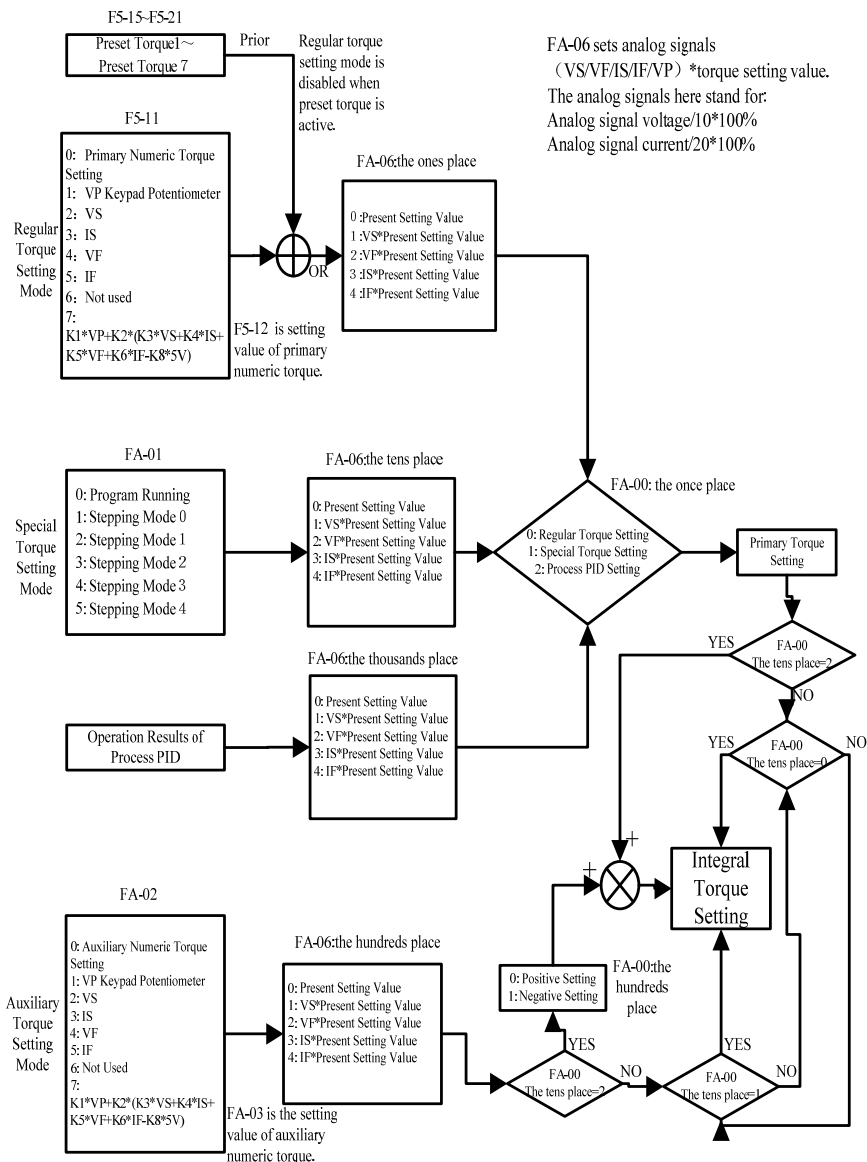 F5-15~F5-21
Preset Torque1～
Preset Torque 7
Prior
Regular torque
setting mode is
disabled when
preset torque is
active.
FA-06 sets analog signals
（VS/VF/IS/IF/VP）*torque setting value.
The analog signals here stand for:
Analog signal voltage/10*100%
Analog signal current/20*100%
F5-11
Regular
Torque
Setting
Mode
0: Primary Numeric Torque
Setting
1: VP Keypad Potentiometer
2: VS
3: IS
4: VF
5: IF
6: Not used
7:
K1*VP+K2*(K3*VS+K4*IS+
K5*VF+K6*IF-K8*5V)
F5-12 is setting
value of primary
numeric torque.
OR
FA-06:the ones place
0 :Present Setting Value
1 :VS*Present Setting Value
2 :VF*Present Setting Value
3 :IS*Present Setting Value
4 :IF*Present Setting Value
FA-01
Special
Torque
Setting
Mode
0: Program Running
1: Stepping Mode 0
2: Stepping Mode 1
3: Stepping Mode 2
4: Stepping Mode 3
5: Stepping Mode 4
FA-06:the tens place
0: Present Setting Value
1: VS*Present Setting Value
2: VF*Present Setting Value
3: IS*Present Setting Value
4: IF*Present Setting Value
FA-00: the once place
0: Regular Torque Setting
1: Special Torque Setting
2: Process PID Setting
Primary Torque
Setting
YES
FA-00
The tens place=2
NO
FA-06:the thousands place
Operation Results of
Process PID
0: Present Setting Value
1: VS*Present Setting Value
2: VF*Present Setting Value
3: IS*Present Setting Value
4: IF*Present Setting Value
YES
FA-00
The tens place=0
NO
+
+
Integral
Torque
Setting
FA-02
Auxiliary
Torque
Setting
Mode
0: Auxiliary Numeric Torque
Setting
1: VP Keypad Potentiometer
2: VS
3: IS
4: VF
5: IF
6: Not Used
7:
K1*VP+K2*(K3*VS+K4*IS+
K5*VF+K6*IF-K8*5V)
FA-03 is the setting
value of auxiliary
numeric torque.
FA-06:the hundreds place
0: Present Setting Value
1: VS*Present Setting Value
2: VF*Present Setting Value
3: IS*Present Setting Value
4: IF*Present Setting Value
0: Positive Setting
1: Negative Setting
FA-00:the
hundreds
place
YES
FA-00
The tens place=2
NO
YES
FA-00
The tens place=1
NO